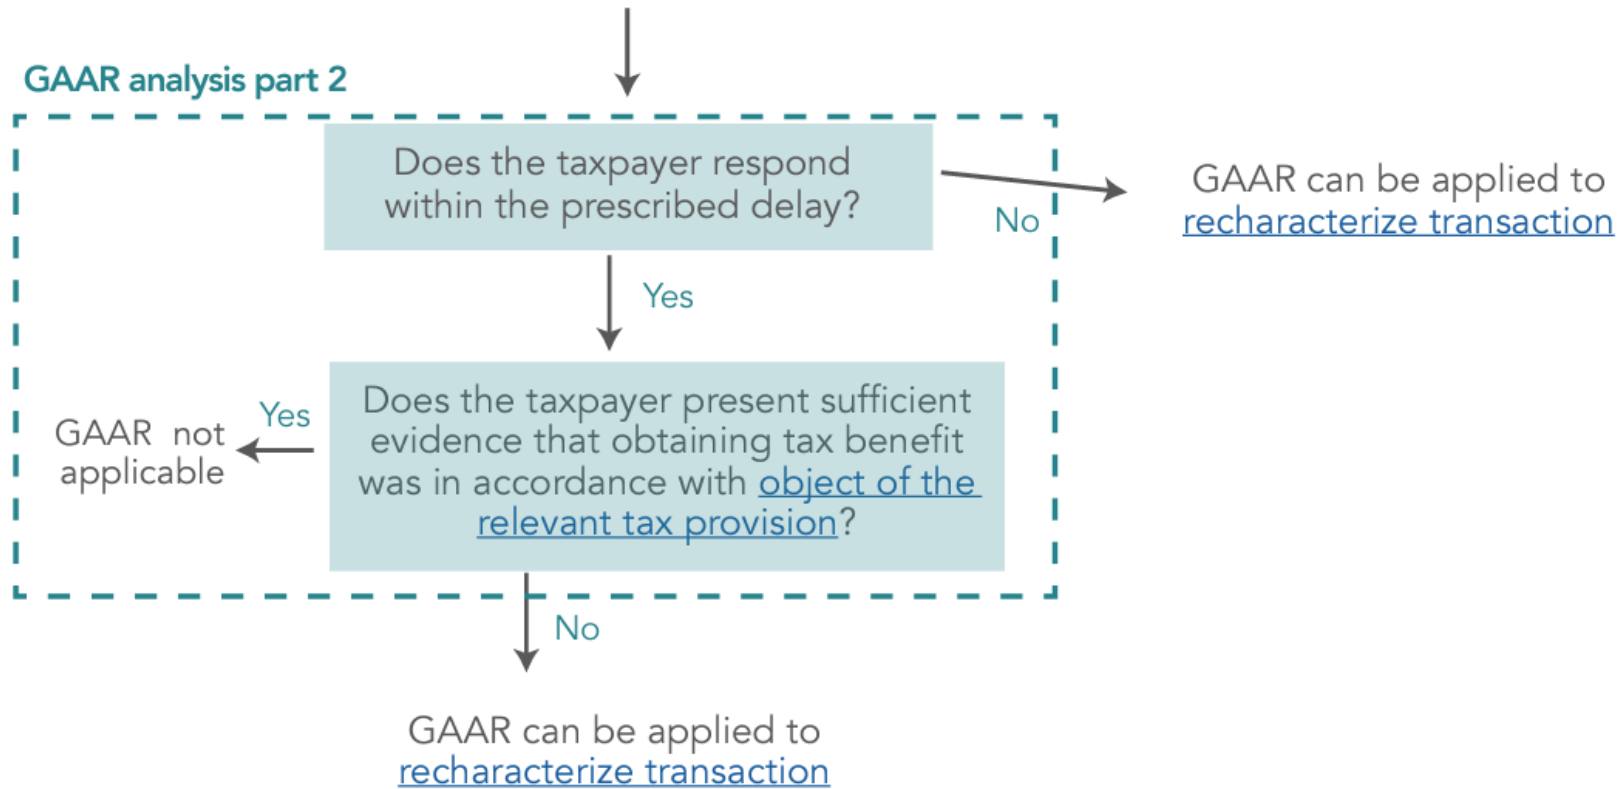 GAAR analysis part 2
Does the taxpayer respond
within the prescribed delay?
No
GAAR can be applied to
recharacterize transaction
Yes
Does the taxpayer present sufficient
evidence that obtaining tax benefit
was in accordance with object of the
relevant tax provision?
Yes
GAAR not
applicable
No
GAAR can be applied to
recharacterize transaction